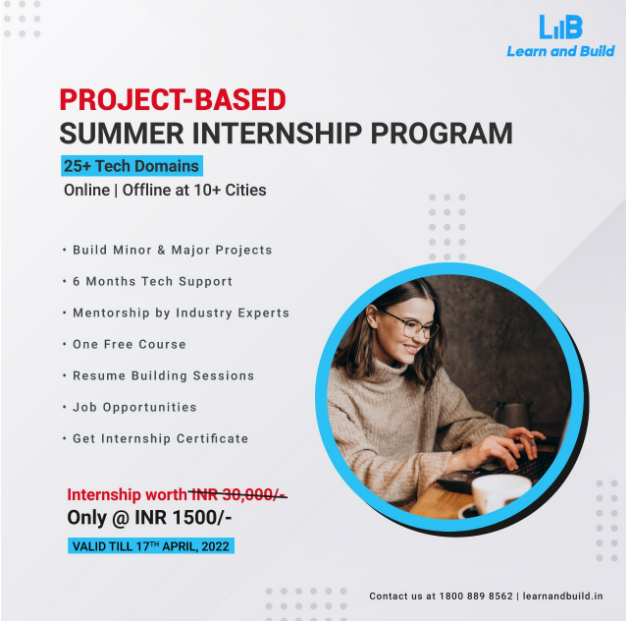 LIB
Learn and Build
PROJECT-BASED
SUMMER INTERNSHIP PROGRAM
25+ Tech Domains
Online | Offline at 10+ Cities
• Build Minor & Major Projects
• 6 Months Tech Support
• Mentorship by Industry Experts
• One Free Course
• Resume Building Sessions
• Job Opportunities
• Get Internship Certificate
Internship worth INR 30,000/-
Only @ INR 1500/-
VALID TILL 17TH APRIL, 2022
Contact us at 1800 889 8562 | learnandbuild.in